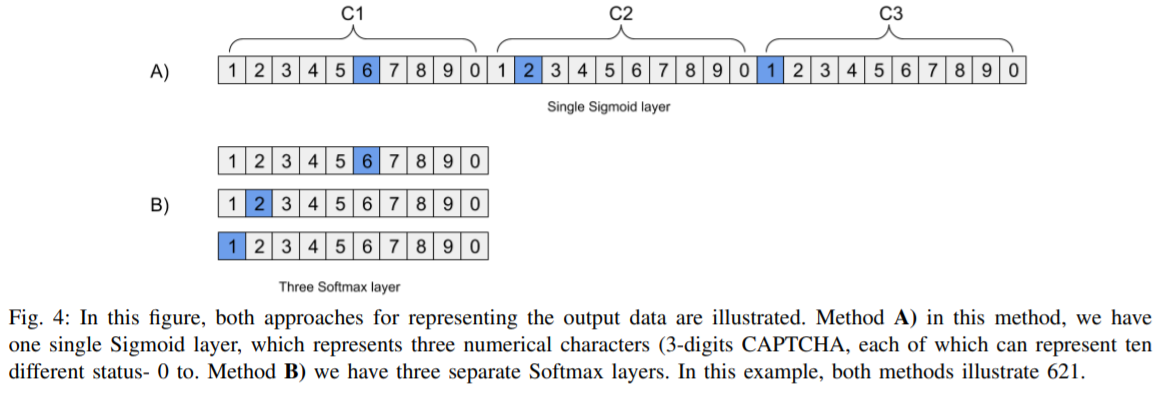 C1 C2 C3
A) 1 2 3 4 5 6 7 8 9 0 1 2 3 4 5 6 7 8 9 0 1 2 3 4 5 6 7 8 9 0
Single Sigmoid layer
1 2 3 4 5 6 7 8 9 0
B) 1 2 3 4 5 6 7 8 9 0
1 2 3 4 5 6 7 8 9 0
Three Softmax layer
Fig. 4: In this figure, both approaches for representing the output data are illustrated. Method A) in this method, we have
one single Sigmoid layer, which represents three numerical characters (3-digits CAPTCHA, each of which can represent ten
different status- 0 to. Method B) we have three separate Softmax layers. In this example, both methods illustrate 621.